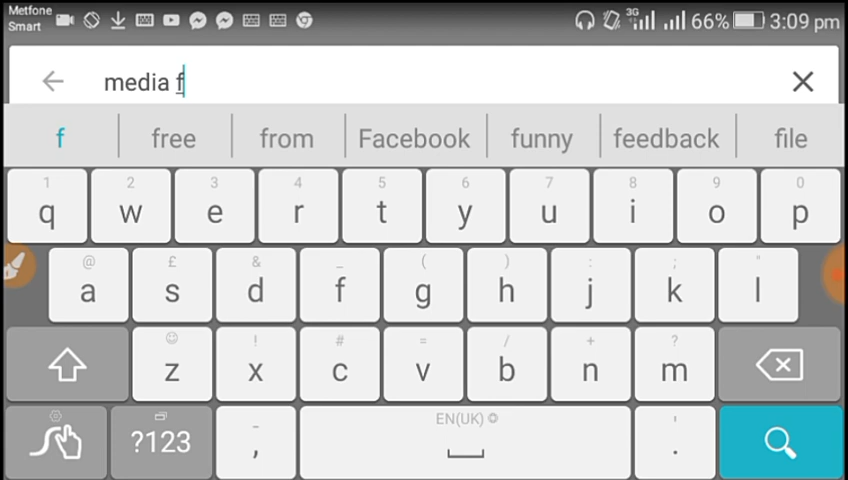 Metfone
Smart
3G
66%
3:09 pm
media f
f free from Facebook funny feedback file
1 2 3 4 5 6 7 8 9 0
q w e r t y u i o p
@ £ & _ ( ) : ; "
a s d f g h j k l
! # = / + ?
z x c v b n m
?123 - , EN(UK) ' .